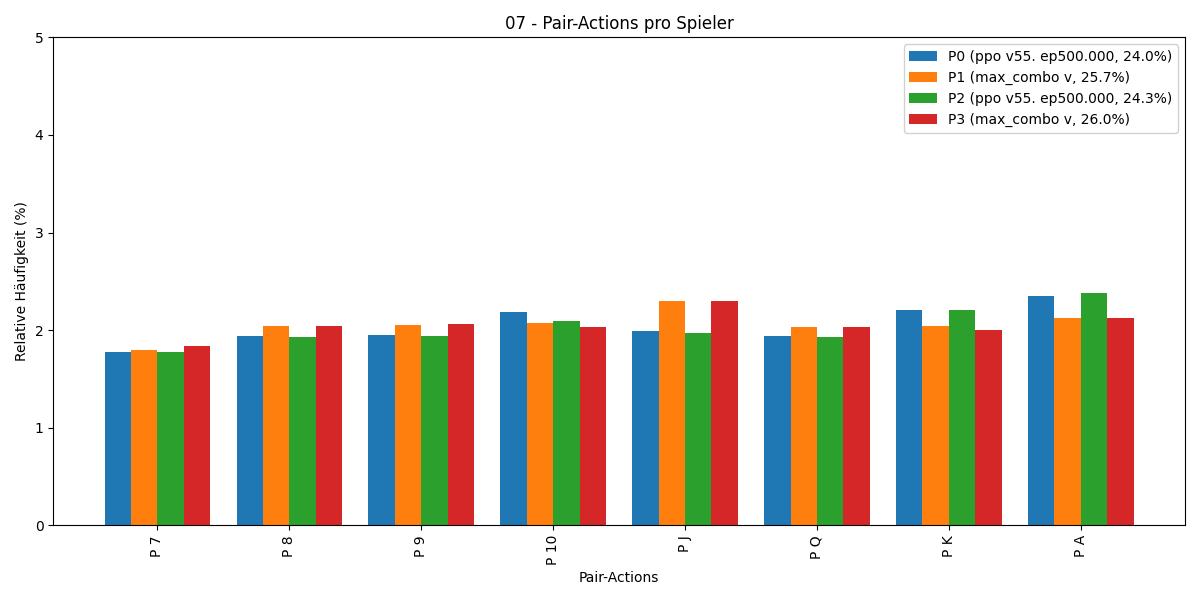 07 - Pair-Actions pro Spieler
P0 (ppo v55. ep500.000, 24.0%)
P1 (max_combo v, 25.7%)
P2 (ppo v55. ep500.000, 24.3%)
P3 (max_combo v, 26.0%)
Relative Häufigkeit (%)
5
4
3
2
1
0
P 7
P 8
P 9
P 10
P J
P Q
P K
P A
Pair-Actions